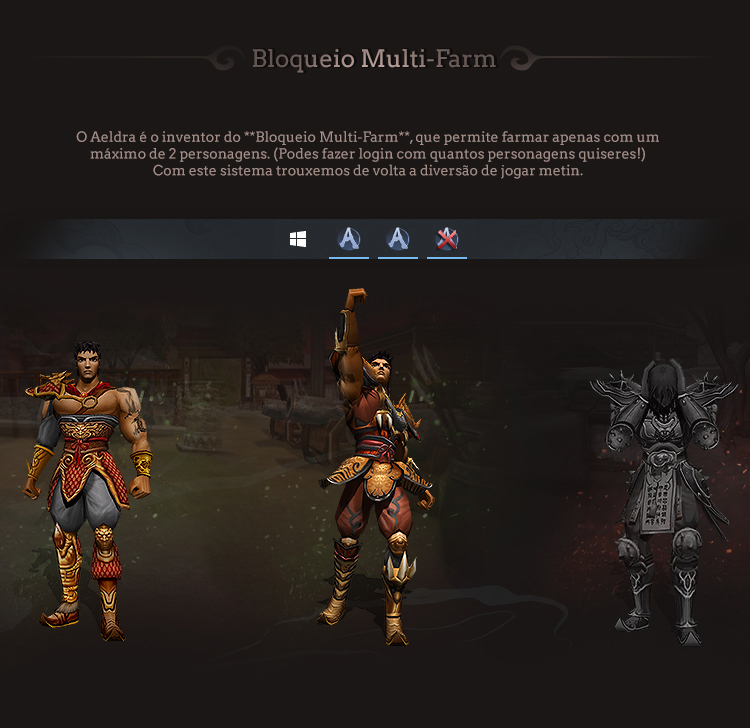 Bloqueio Multi-Farm
O Aeldra é o inventor do **Bloqueio Multi-Farm**, que permite farmar apenas com um
máximo de 2 personagens. (Podes fazer login com quantos personagens quiseres!)
Com este sistema trouxemos de volta a diversão de jogar metin.